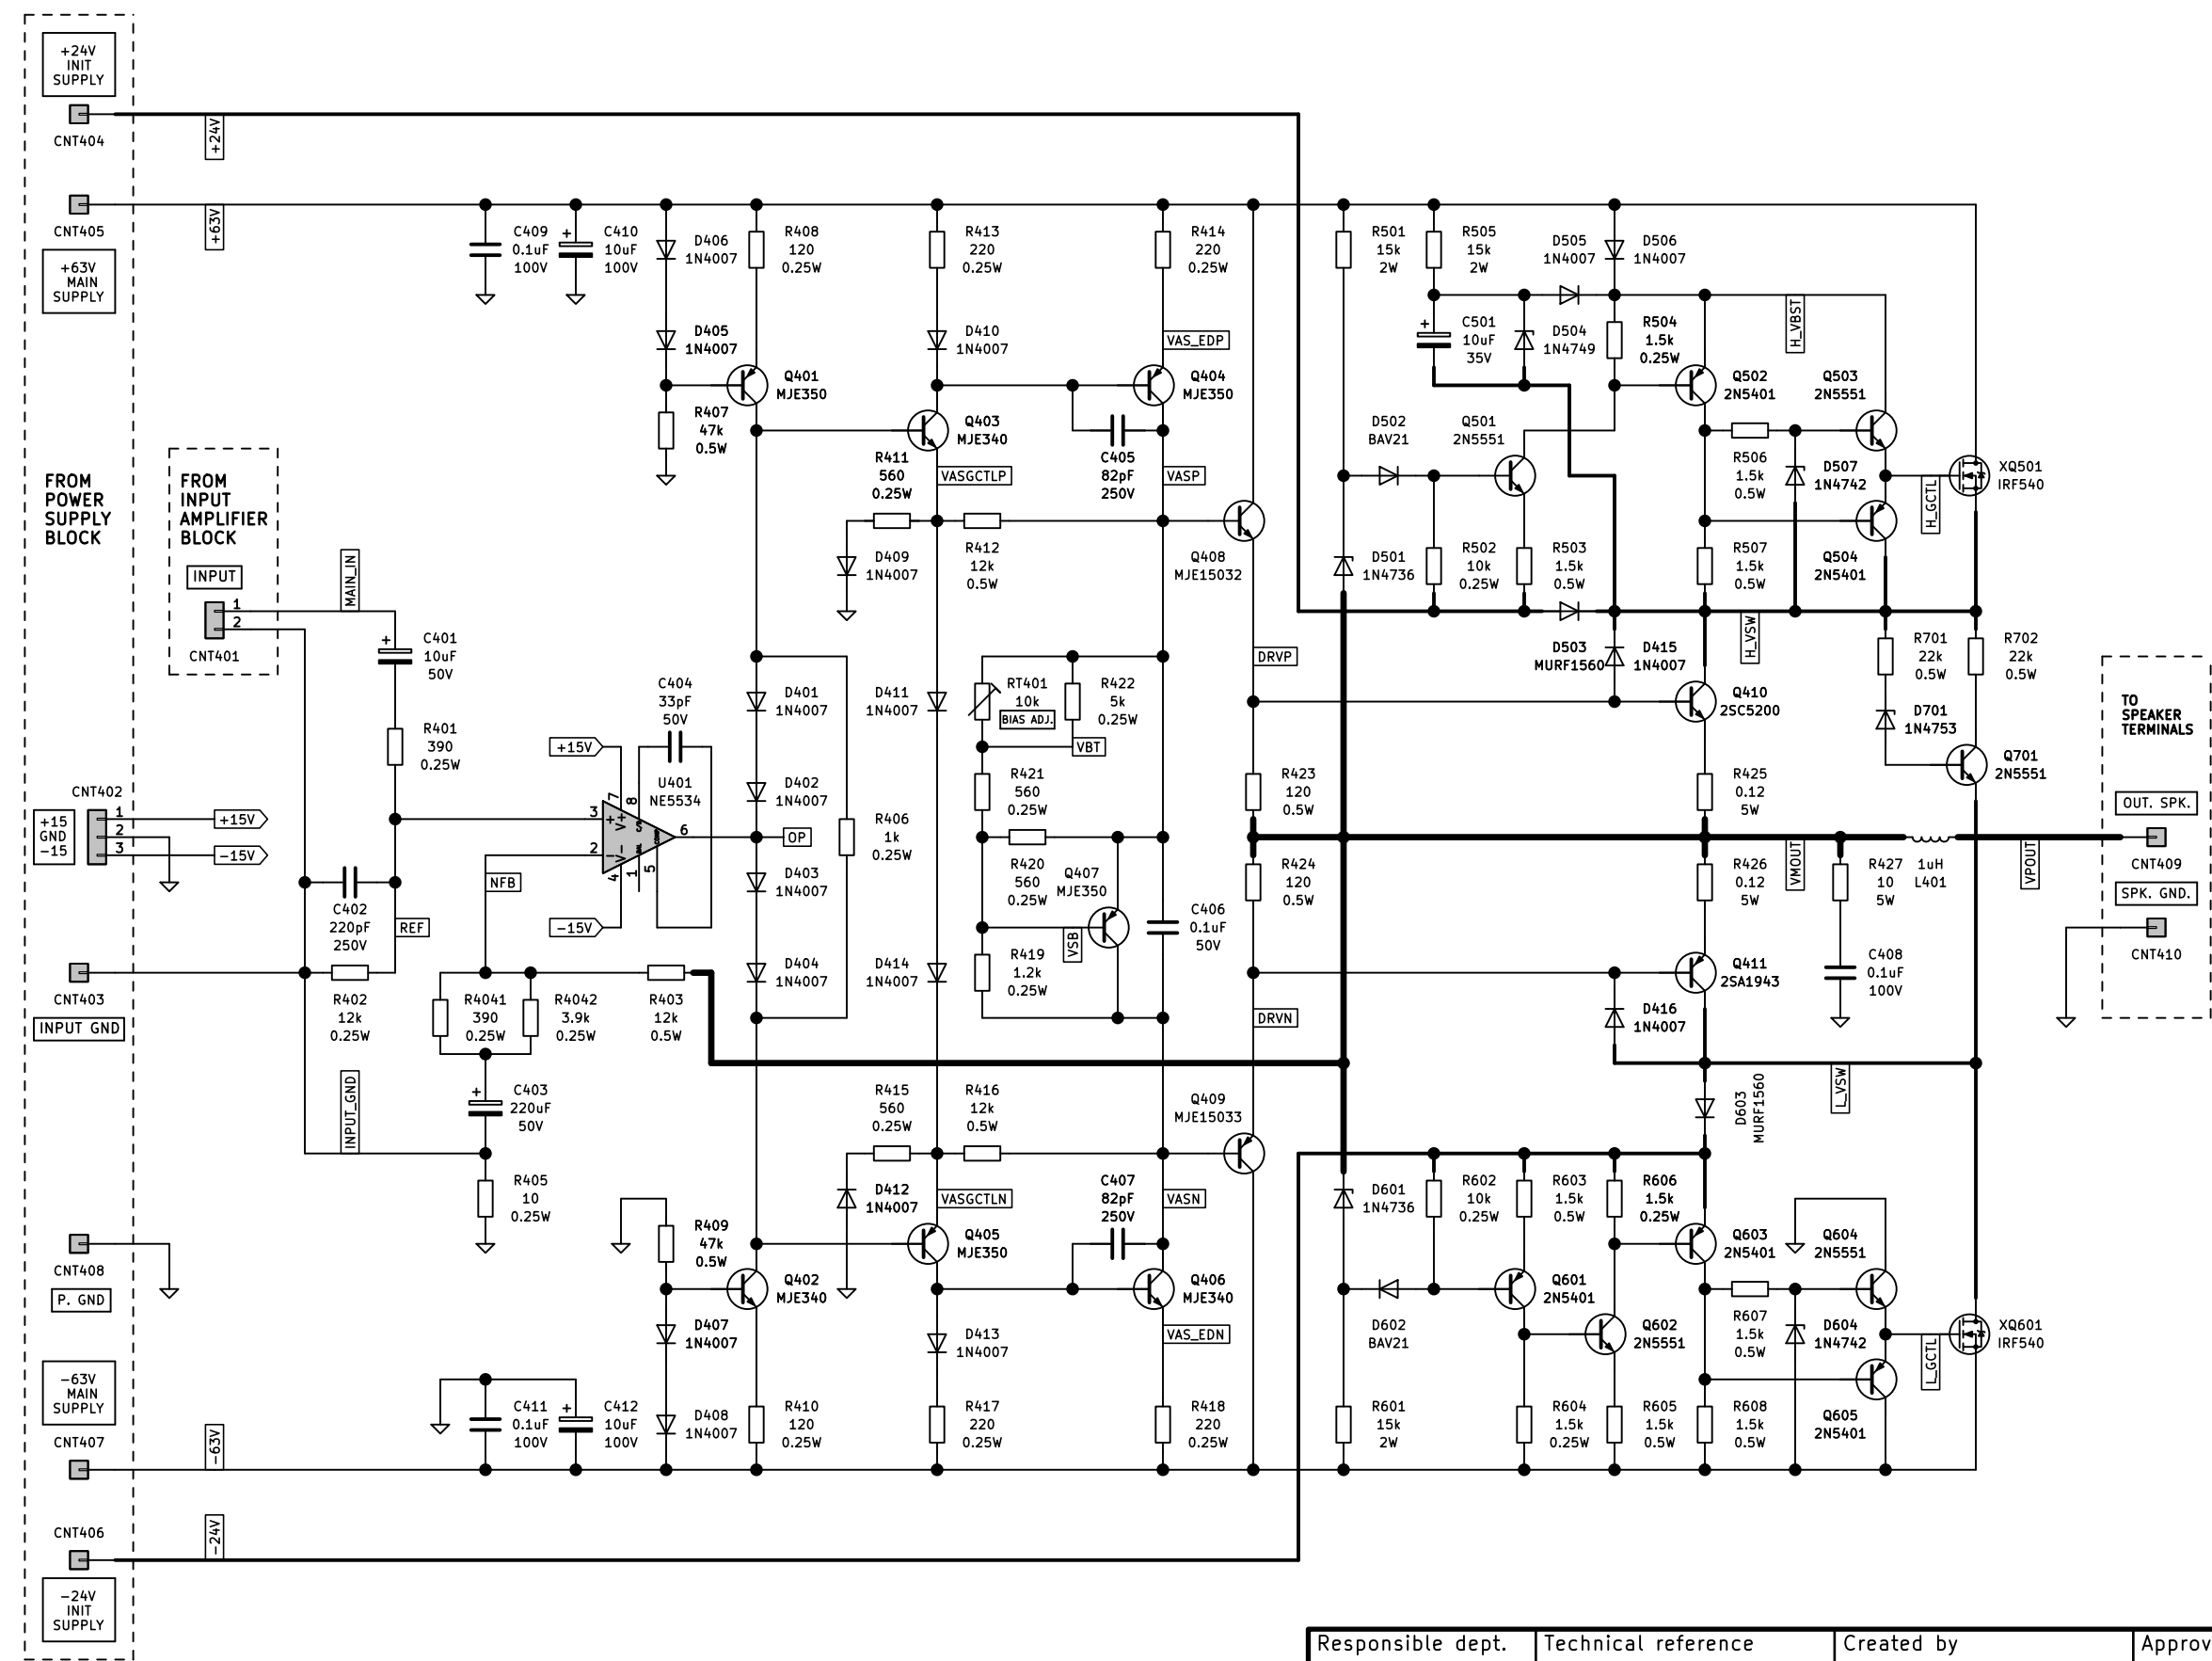 +24V
INIT
SUPPLY
CNT404
+24V
CNT405
+63V
+63V
MAIN
SUPPLY
C409
0.1uF
100V
+
C410
10uF
100V
D406
1N4007
R408
120
0.25W
R413
220
0.25W
R414
220
0.25W
R501
15k
2W
R505
15k
2W
D505
1N4007
D506
1N4007
D405
1N4007
D410
1N4007
VAS_EDP
+
C501
10uF
35V
D504
1N4749
R504
1.5k
0.25W
H_VBST
Q401
MJE350
Q404
MJE350
Q502
2N5401
Q503
2N5551
R407
47k
0.5W
Q403
MJE340
D502
BAV21
Q501
2N5551
R411
560
0.25W
VASGCTLP
C405
82pF
250V
VASP
R506
1.5k
0.5W
D507
1N4742
H_GCTL
XQ501
IRF540
FROM
POWER
SUPPLY
BLOCK
FROM
INPUT
AMPLIFIER
BLOCK
INPUT
1
2
CNT401
MAIN_IN
D409
1N4007
R412
12k
0.5W
Q408
MJE15032
D501
1N4736
R502
10k
0.25W
R503
1.5k
0.5W
R507
1.5k
0.5W
Q504
2N5401
+
C401
10uF
50V
DRVP
D503
MURF1560
D415
1N4007
H_VSW
R701
22k
0.5W
R702
22k
0.5W
C404
33pF
50V
D401
1N4007
D411
1N4007
RT401
10k
BIAS ADJ.
R422
5k
0.25W
Q410
2SC5200
D701
1N4753
TO
SPEAKER
TERMINALS
R401
390
0.25W
+15V
VBT
Q701
2N5551
CNT402
+15
GND
-15
1
2
3
+15V
-15V
U401
NE5534
7
8
3
2
6
4
1
5
V+
V-
+
-
D402
1N4007
R421
560
0.25W
R423
120
0.5W
R425
0.12
5W
OUT. SPK.
R406
1k
0.25W
OP
CNT409
NFB
D403
1N4007
R420
560
0.25W
Q407
MJE350
R424
120
0.5W
R426
0.12
5W
VMOUT
R427
10
5W
1uH
L401
VPOUT
SPK. GND.
C402
220pF
250V
REF
-15V
VSB
C406
0.1uF
50V
CNT410
CNT403
INPUT GND
R402
12k
0.25W
R4041
390
0.25W
R4042
3.9k
0.25W
R403
12k
0.5W
D404
1N4007
D414
1N4007
R419
1.2k
0.25W
DRVN
Q411
2SA1943
D416
1N4007
C408
0.1uF
100V
INPUT_GND
+
C403
220uF
50V
R415
560
0.25W
R416
12k
0.5W
Q409
MJE15033
D603
MURF1560
L_VSW
R405
10
0.25W
D412
1N4007
VASGCTLN
C407
82pF
250V
VASN
D601
1N4736
R602
10k
0.25W
R603
1.5k
0.5W
R606
1.5k
0.25W
R409
47k
0.5W
Q405
MJE350
Q603
2N5401
Q604
2N5551
CNT408
P. GND
Q402
MJE340
Q406
MJE340
Q601
2N5401
D407
1N4007
D413
1N4007
VAS_EDN
D602
BAV21
Q602
2N5551
R607
1.5k
0.5W
D604
1N4742
L_GCTL
XQ601
IRF540
-63V
MAIN
SUPPLY
CNT407
-63V
C411
0.1uF
100V
+
C412
10uF
100V
D408
1N4007
R410
120
0.25W
R417
220
0.25W
R418
220
0.25W
R601
15k
2W
R604
1.5k
0.25W
R605
1.5k
0.5W
R608
1.5k
0.5W
Q605
2N5401
CNT406
-24V
-24V
INIT
SUPPLY
Responsible dept.
Technical reference
Created by
Approv